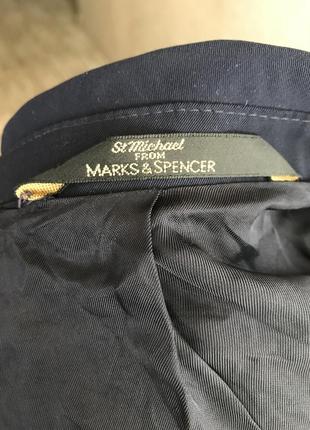 St Michael
FROM
MARKS & SPENCER